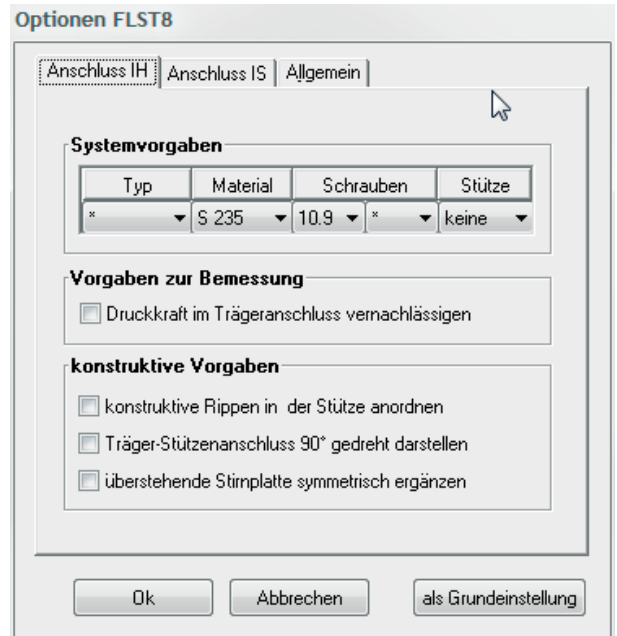 Optionen FLST8
Anschluss IH Anschluss IS Allgemein
Systemvorgaben
Typ Material Schrauben Stütze
* S 235 10.9 * keine
Vorgaben zur Bemessung
Druckkraft im Trägeranschluss vernachlässigen
konstruktive Vorgaben
konstruktive Rippen in der Stütze anordnen
Träger-Stützenanschluss 90° gedreht darstellen
überstehende Stirnplatte symmetrisch ergänzen
Ok Abbrechen als Grundeinstellung